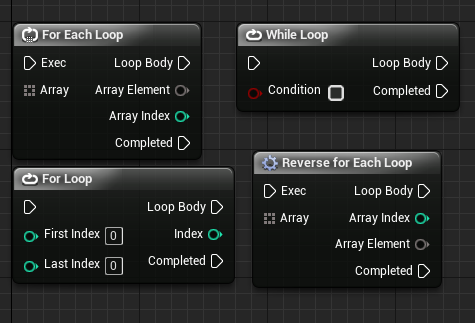 For Each Loop
Exec Loop Body
Array Array Element
Array Index
Completed
While Loop
Loop Body
Condition Completed
For Loop
Loop Body
First Index 0 Index
Last Index 0 Completed
Reverse for Each Loop
Exec Loop Body
Array Array Index
Array Element
Completed